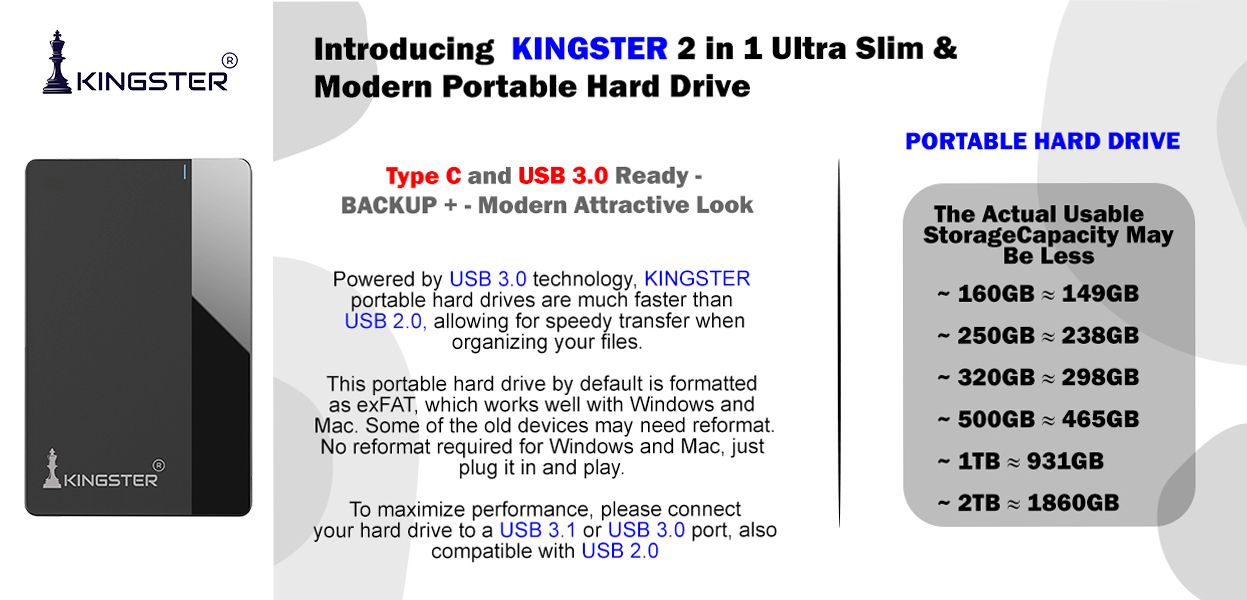 KINGSTER®
Introducing KINGSTER 2 in 1 Ultra Slim &
Modern Portable Hard Drive
Type C and USB 3.0 Ready -
BACKUP + - Modern Attractive Look
Powered by USB 3.0 technology, KINGSTER
portable hard drives are much faster than
USB 2.0, allowing for speedy transfer when
organizing your files.
This portable hard drive by default is formatted
as exFAT, which works well with Windows and
Mac. Some of the old devices may need reformat.
No reformat required for Windows and Mac, just
plug it in and play.
To maximize performance, please connect
your hard drive to a USB 3.1 or USB 3.0 port, also
compatible with USB 2.0
PORTABLE HARD DRIVE
The Actual Usable
StorageCapacity May
Be Less
~ 160GB ≈ 149GB
~ 250GB ≈ 238GB
~ 320GB ≈ 298GB
~ 500GB ≈ 465GB
~ 1TB ≈ 931GB
~ 2TB ≈ 1860GB
KINGSTER®